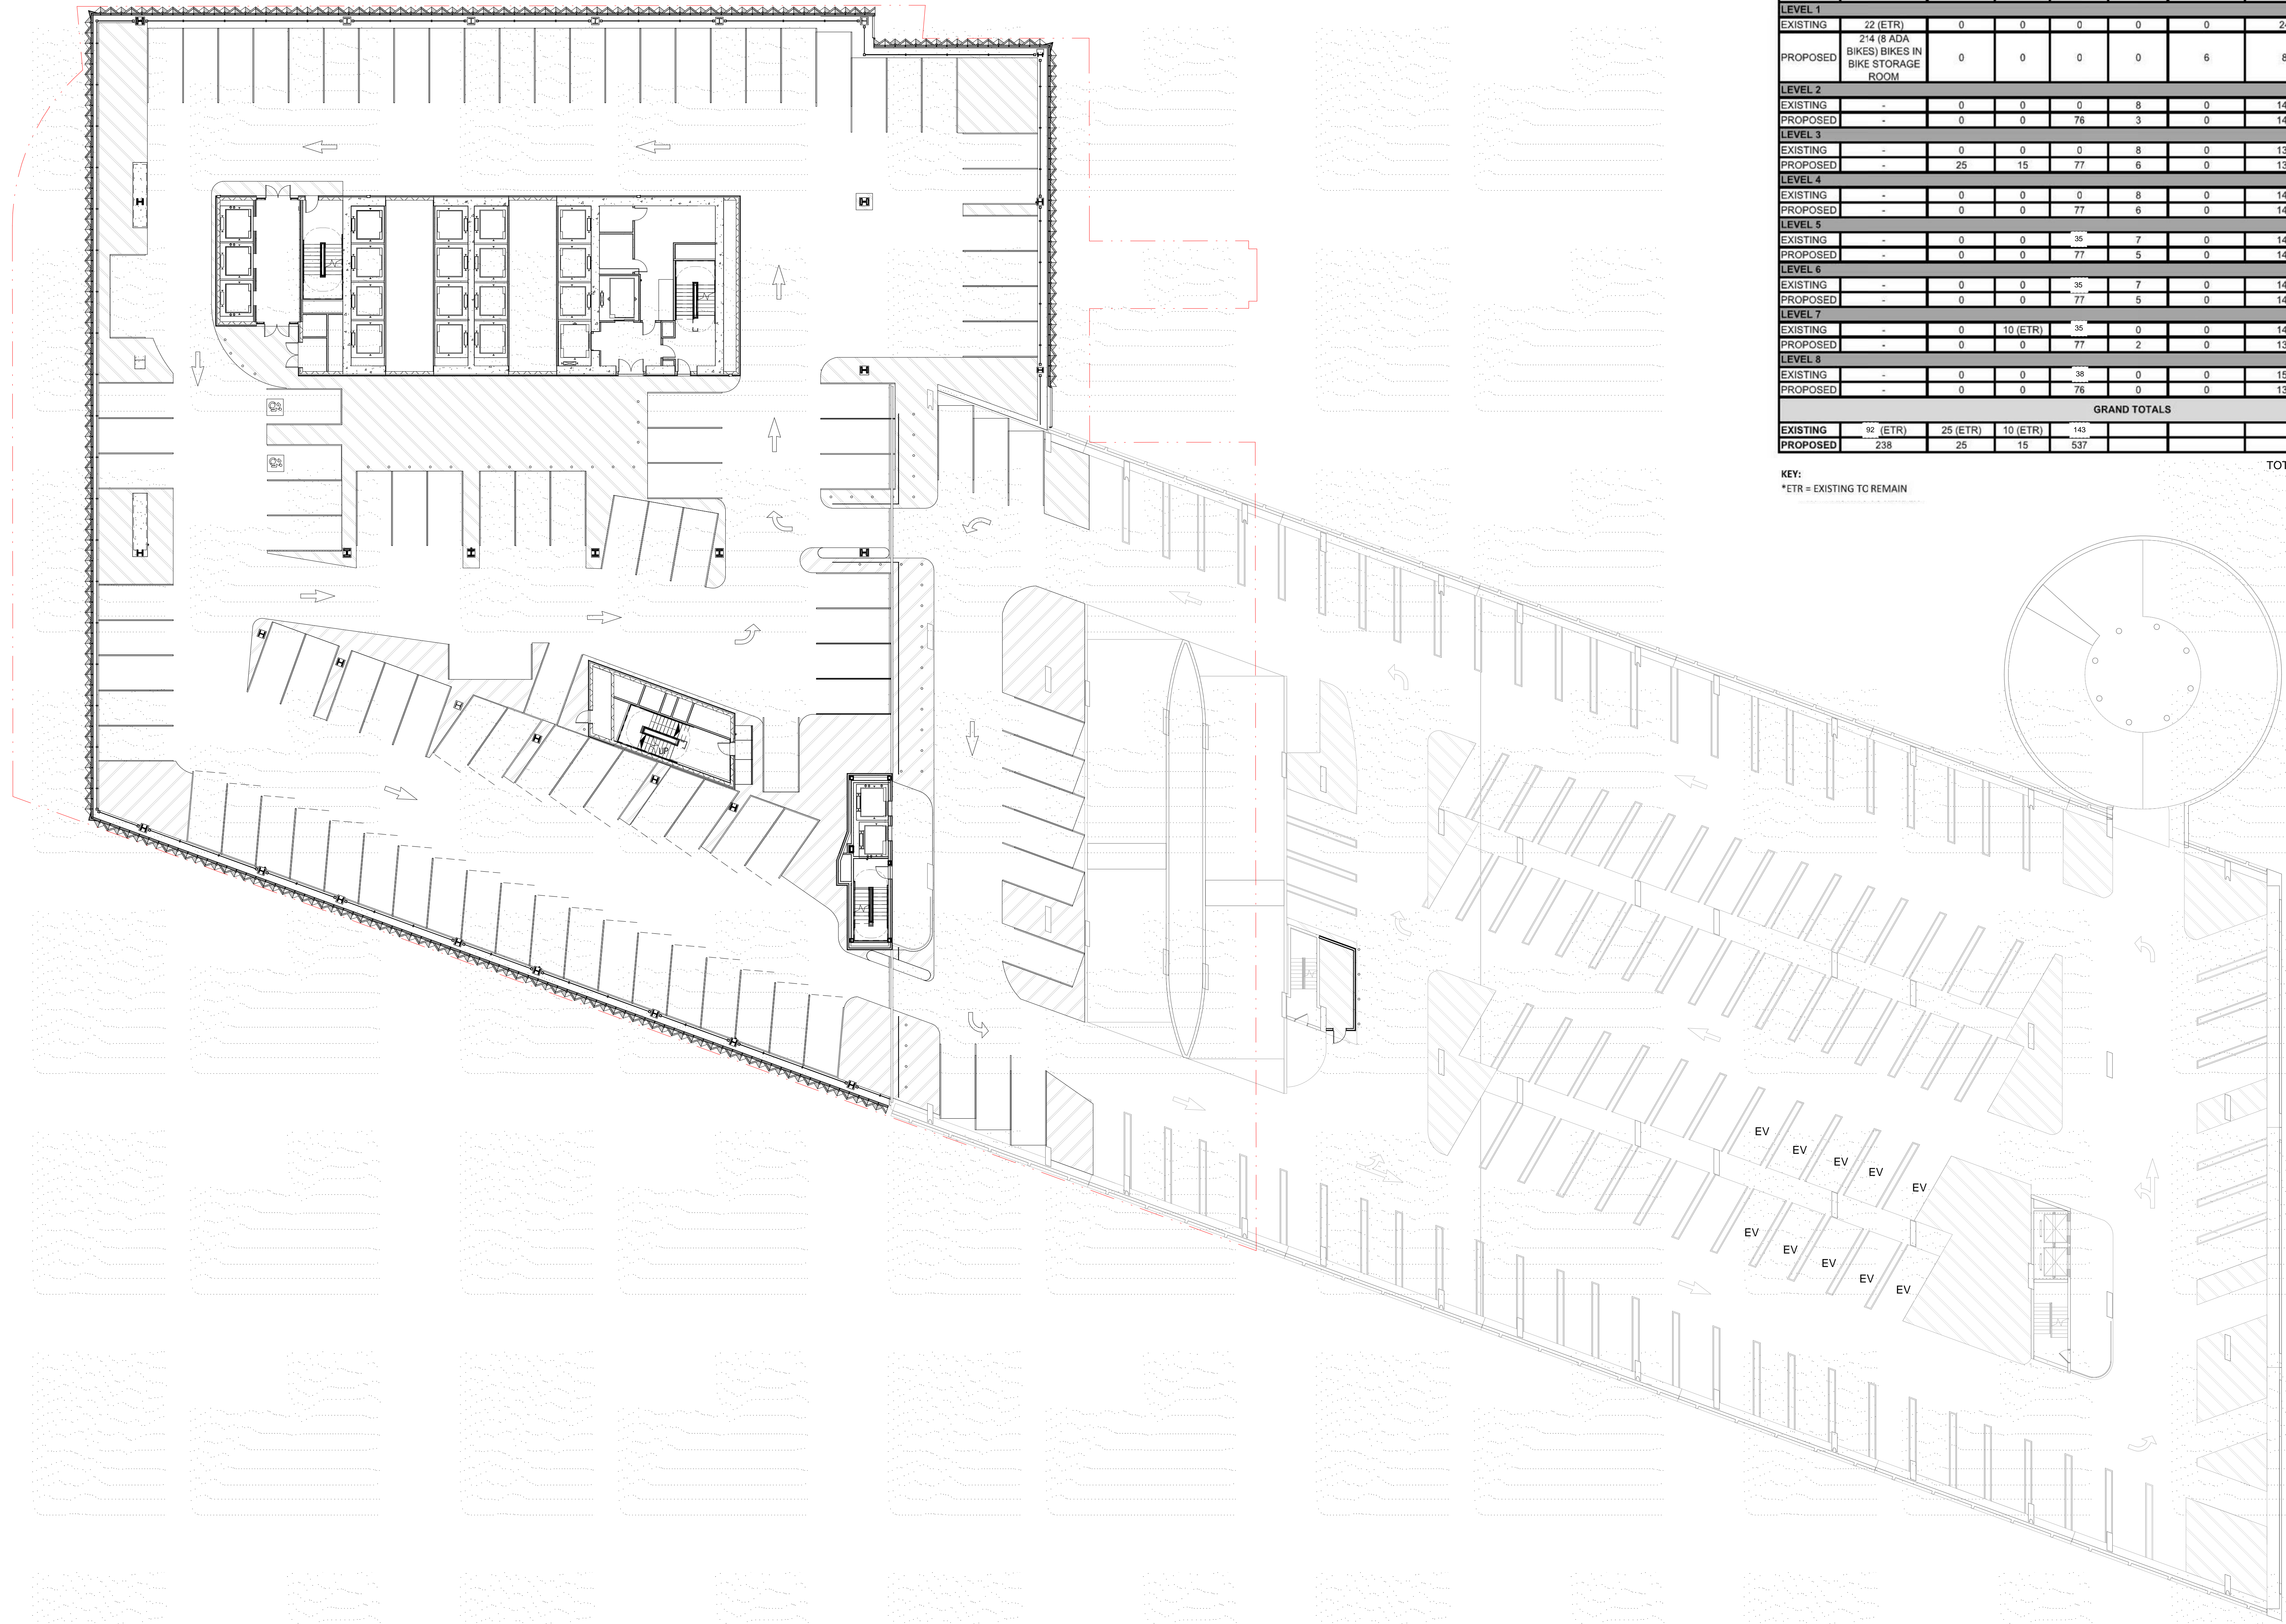 LEVEL 1
EXISTING 22 (ETR) 0 0 0 0 0
PROPOSED 214 (8 ADA BIKES) BIKES IN BIKE STORAGE ROOM 0 0 0 0 6
LEVEL 2
EXISTING - 0 0 0 8 0
PROPOSED - 0 0 76 3 0
LEVEL 3
EXISTING - 0 0 0 8 0
PROPOSED - 25 15 77 6 0
LEVEL 4
EXISTING - 0 0 0 8 0
PROPOSED - 0 0 77 6 0
LEVEL 5
EXISTING - 0 0 35 7 0
PROPOSED - 0 0 77 5 0
LEVEL 6
EXISTING - 0 0 35 7 0
PROPOSED - 0 0 77 5 0
LEVEL 7
EXISTING - 0 10 (ETR) 35 0 0
PROPOSED - 0 0 77 2 0
LEVEL 8
EXISTING - 0 0 38 0 0
PROPOSED - 0 0 76 0 0
GRAND TOTALS
EXISTING 92 (ETR) 25 (ETR) 10 (ETR) 143
PROPOSED 238 25 15 537
KEY:
*ETR = EXISTING TO REMAIN
UP
EV
EV
EV
EV
EV
EV
EV
EV
EV
EV